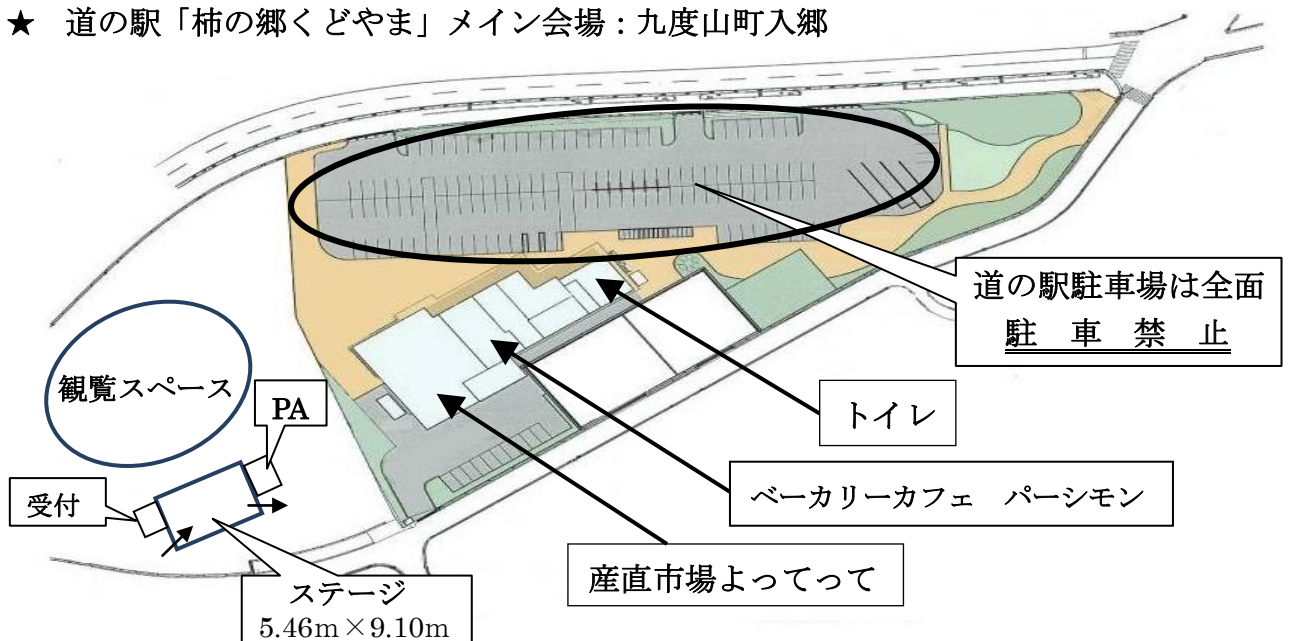 ★ 道の駅「柿の郷くどやま」メイン会場：九度山町入郷
道の駅駐車場は全面
駐 車 禁 止
観覧スペース
PA
トイレ
受付
ベーカリーカフェ パーシモン
産直市場よってって
ステージ
5.46m×9.10m